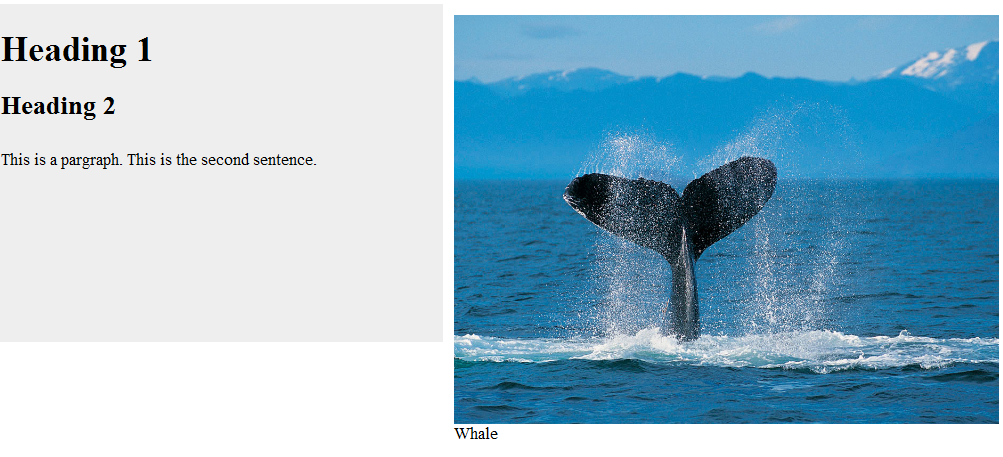 Heading 1
Heading 2
This is a pargraph. This is the second sentence.
Whale